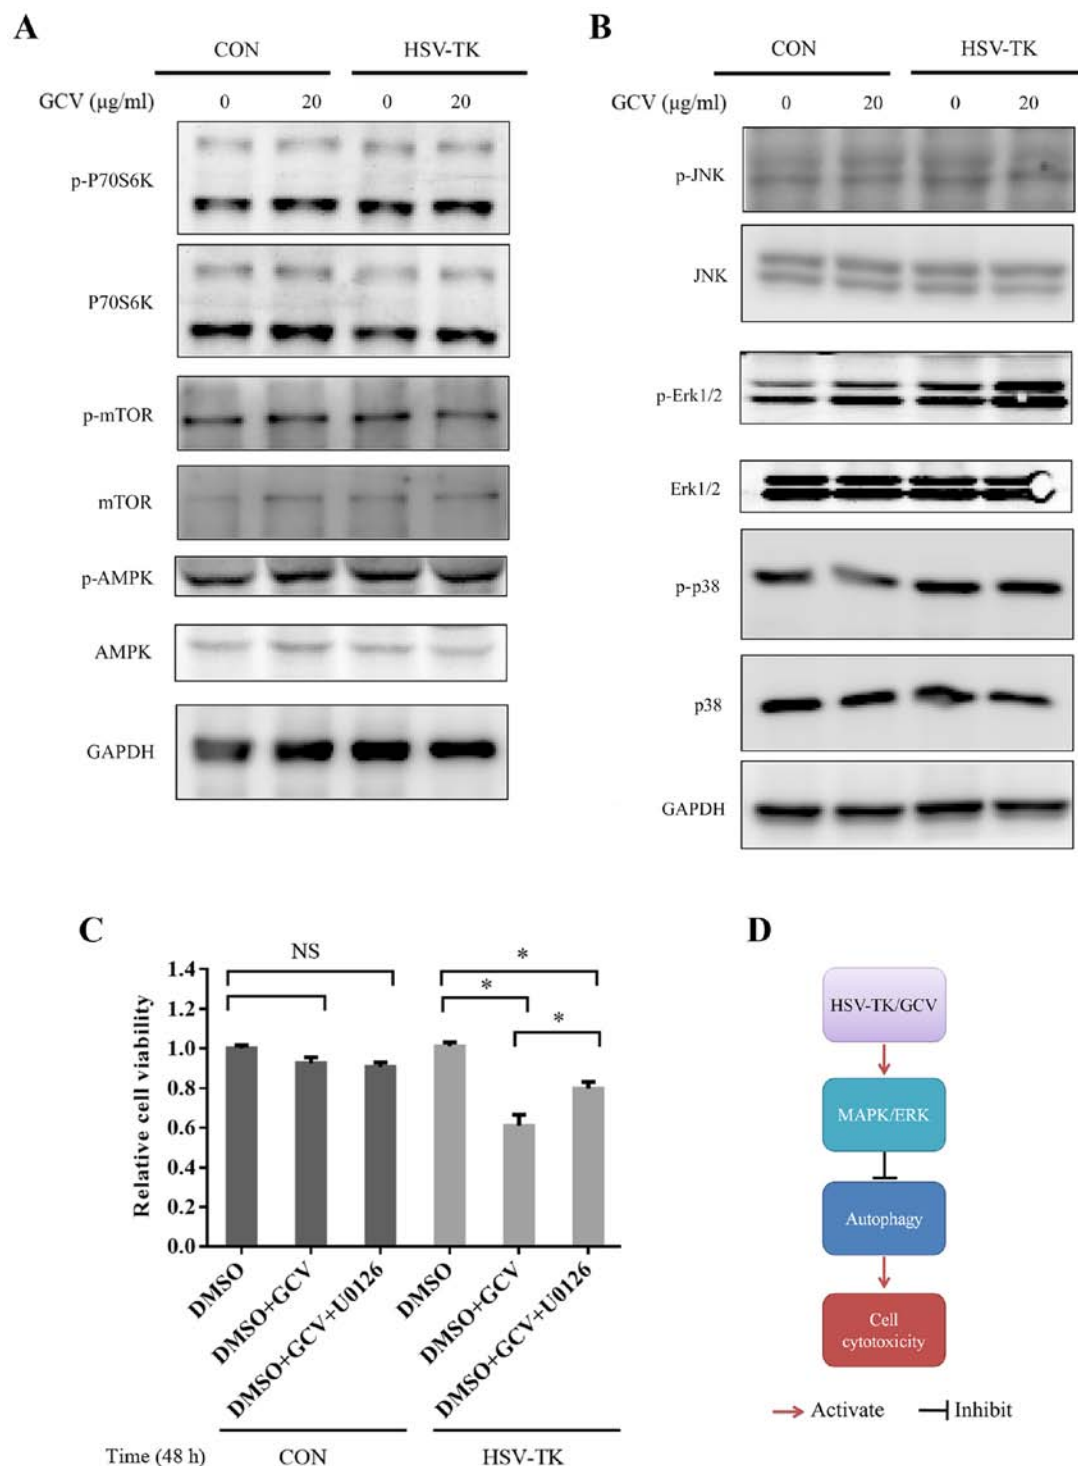 A
CON HSV-TK
GCV (μg/ml) 0 20 0 20
p-P70S6K
P70S6K
p-mTOR
mTOR
p-AMPK
AMPK
GAPDH
B
CON HSV-TK
GCV (μg/ml) 0 20 0 20
p-JNK
JNK
p-Erk1/2
Erk1/2
p-p38
p38
GAPDH
C
Relative cell viability
1.4
1.2
1.0
0.8
0.6
0.4
0.2
0.0
NS
*
*
*
DMSO
DMSO+GCV
DMSO+GCV+U0126
DMSO
DMSO+GCV
DMSO+GCV+U0126
Time (48 h) CON HSV-TK
D
HSV-TK/GCV
MAPK/ERK
Autophagy
Cell
cytotoxicity
Activate Inhibit